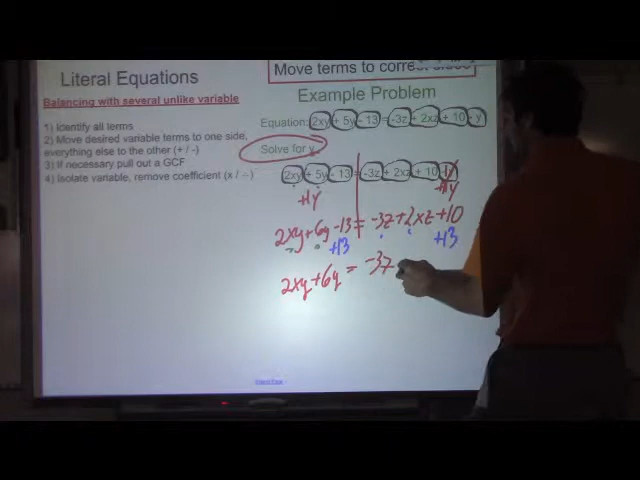 Literal Equations
Balancing with several unlike variable
1) Identify all terms
2) Move desired variable terms to one side,
everything else to the other (+ / -)
3) If necessary pull out a GCF
4) Isolate variable, remove coefficient (x / ÷)
Move terms to correct
Example Problem
Equation: 2xy + 5y - 13 = -3z + 2xz + 10 - y
Solve for y
2xy + 5y - 13 = -3z + 2xz + 10 - 1y
+1y +1y
2xy + 6y - 13 = -3z + 2xz + 10
+13 +13
2xy + 6y = -3z